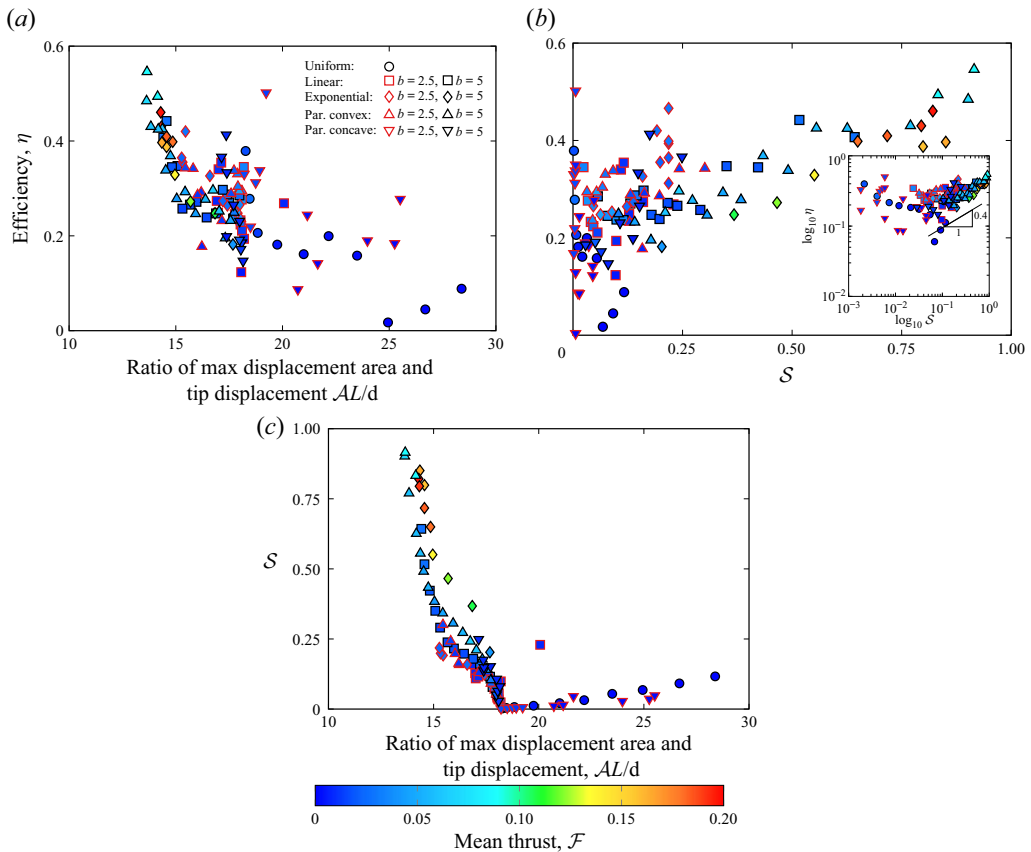 (a)
0.6
0.4
0.2
0
Efficiency, η
10 15 20 25 30
Ratio of max displacement area and
tip displacement 𝒜L/d
Uniform:
Linear: b = 2.5, b = 5
Exponential: b = 2.5, b = 5
Par. convex: b = 2.5, b = 5
Par. concave: b = 2.5, b = 5
(b)
0.6
0.4
0.2
0 0.25 0.50 0.75 1.00
𝒮
10⁰
10⁻¹
10⁻²
log₁₀ η
0.4
1
10⁻³ 10⁻² 10⁻¹ 10⁰
log₁₀ 𝒮
(c)
1.00
0.75
0.50
0.25
0
𝒮
10 15 20 25 30
Ratio of max displacement area and
tip displacement, 𝒜L/d
0 0.05 0.10 0.15 0.20
Mean thrust, ℱ